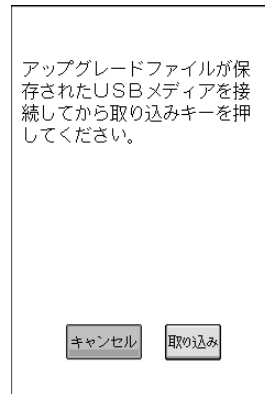 アップグレードファイルが保
存されたＵＳＢメディアを接
続してから取り込みキーを押
してください。
キャンセル
取り込み